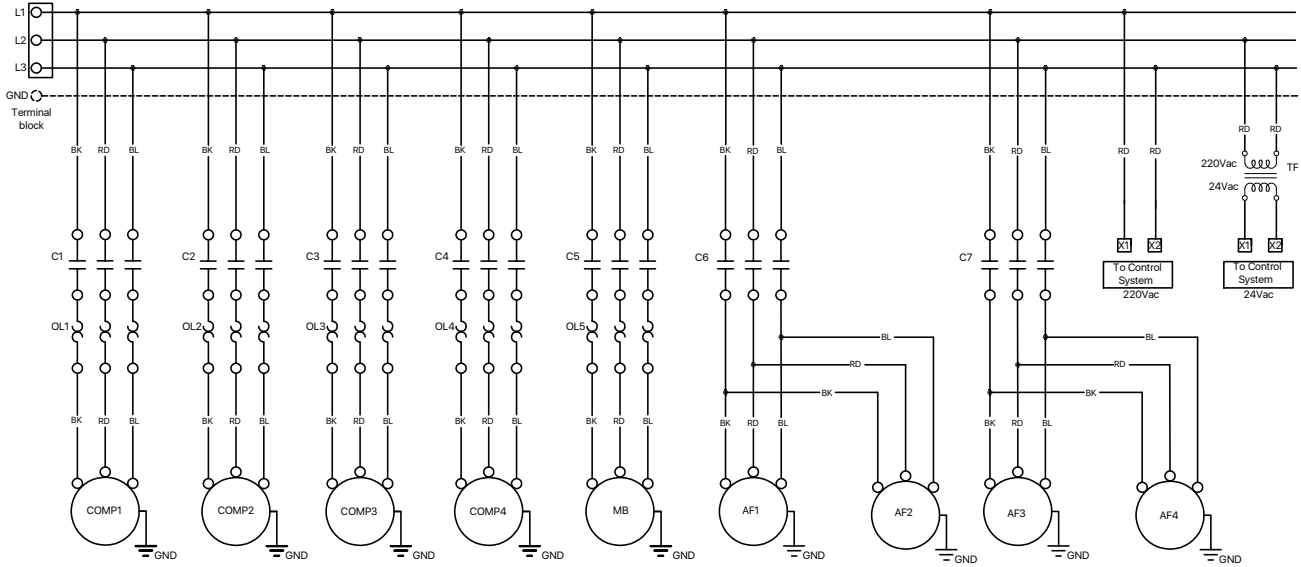 L1
L2
L3
GND
Terminal
block
BK RD BL BK RD BL BK RD BL BK RD BL BK RD BL BK RD BL BK RD BL RD RD RD RD
220Vac TF
24Vac
C1 C2 C3 C4 C5 C6 C7
X1 X2 X1 X2
To Control
System
220Vac
To Control
System
24Vac
OL1 OL2 OL3 OL4 OL5
BL BL
RD RD
BK BK
BK RD BL BK RD BL BK RD BL BK RD BL BK RD BL BK RD BL BK RD BL
COMP1 COMP2 COMP3 COMP4 MB AF1 AF2 AF3 AF4
GND GND GND GND GND GND GND GND GND